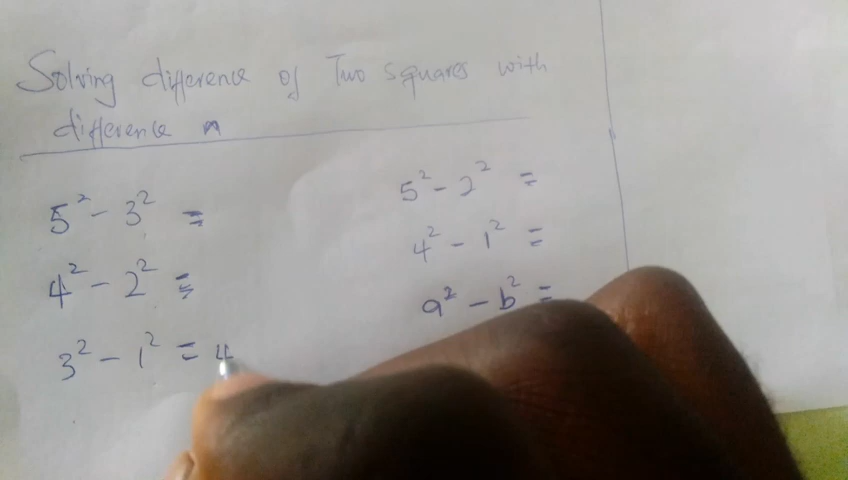 Solving difference of Two squares with
difference n
5² - 3² =
4² - 2² =
3² - 1² = 4
5² - 2² =
4² - 1² =
a² - b² =